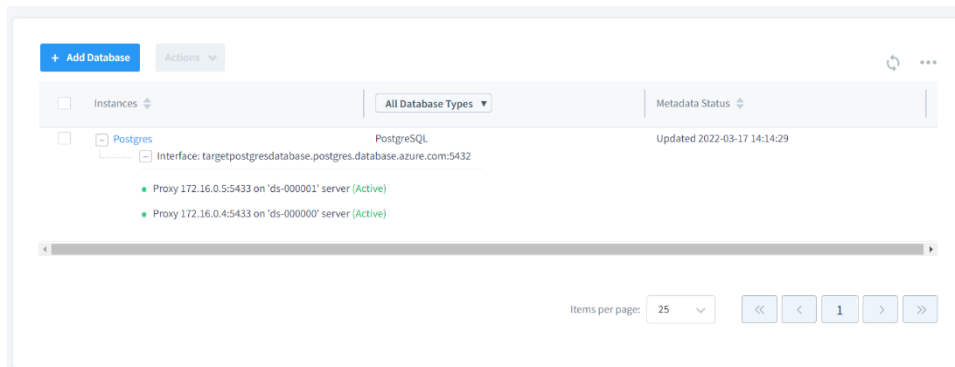 + Add Database
Actions
Instances
All Database Types
Metadata Status
Postgres
PostgreSQL
Updated 2022-03-17 14:14:29
Interface: targetpostgresdatabase.postgres.database.azure.com:5432
Proxy 172.16.0.5:5433 on 'ds-000001' server (Active)
Proxy 172.16.0.4:5433 on 'ds-000000' server (Active)
Items per page: 25
1